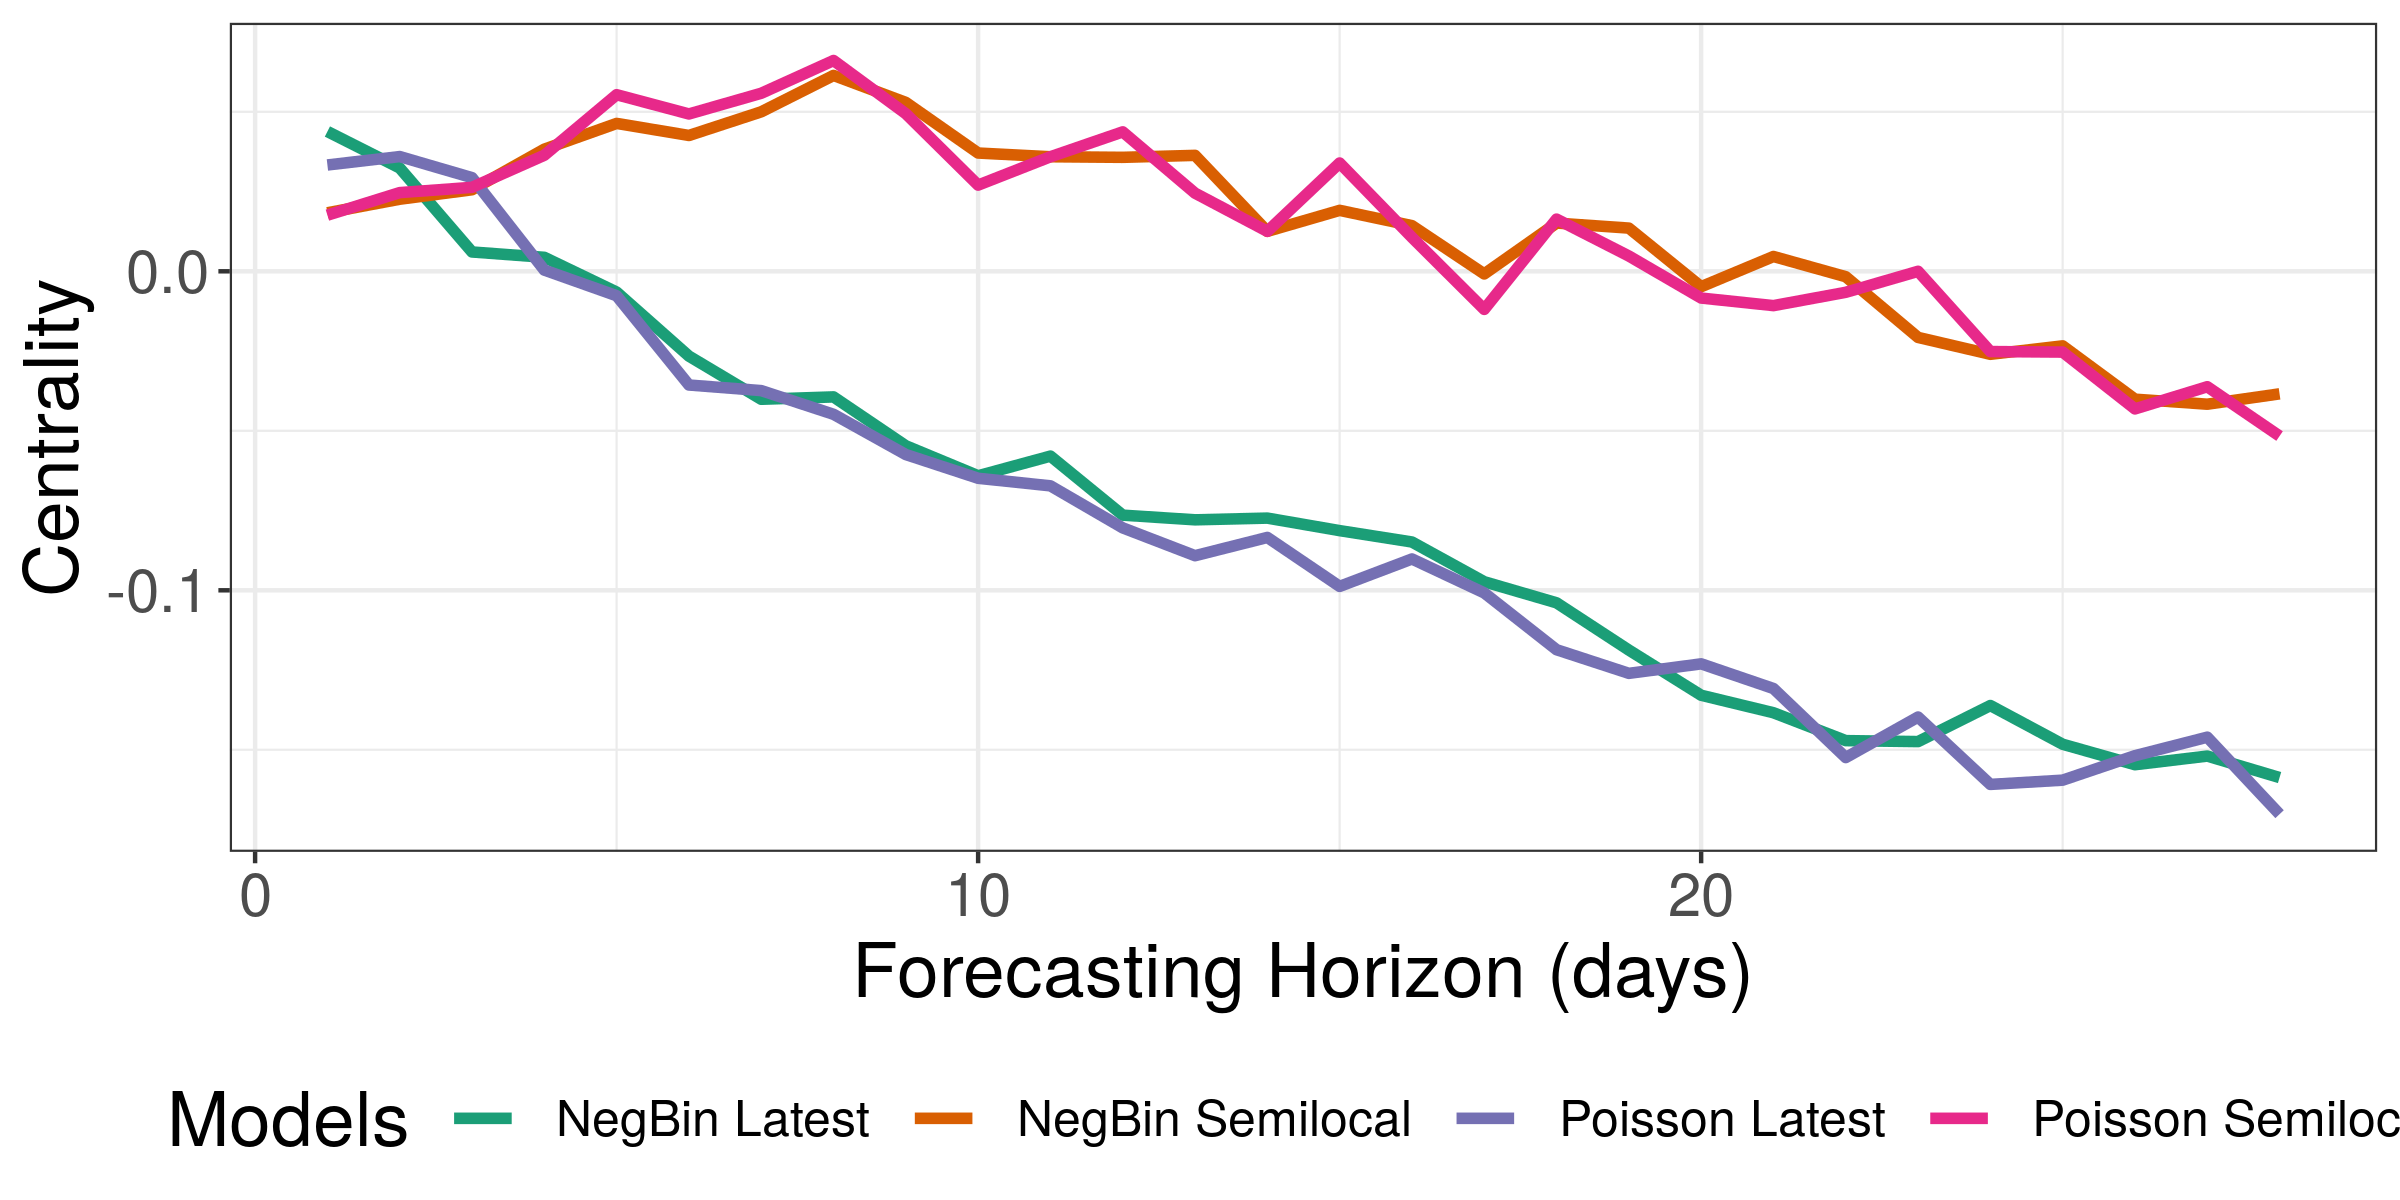 Centrality
0.0
-0.1
0 10 20
Forecasting Horizon (days)
Models NegBin Latest NegBin Semilocal Poisson Latest Poisson Semiloc